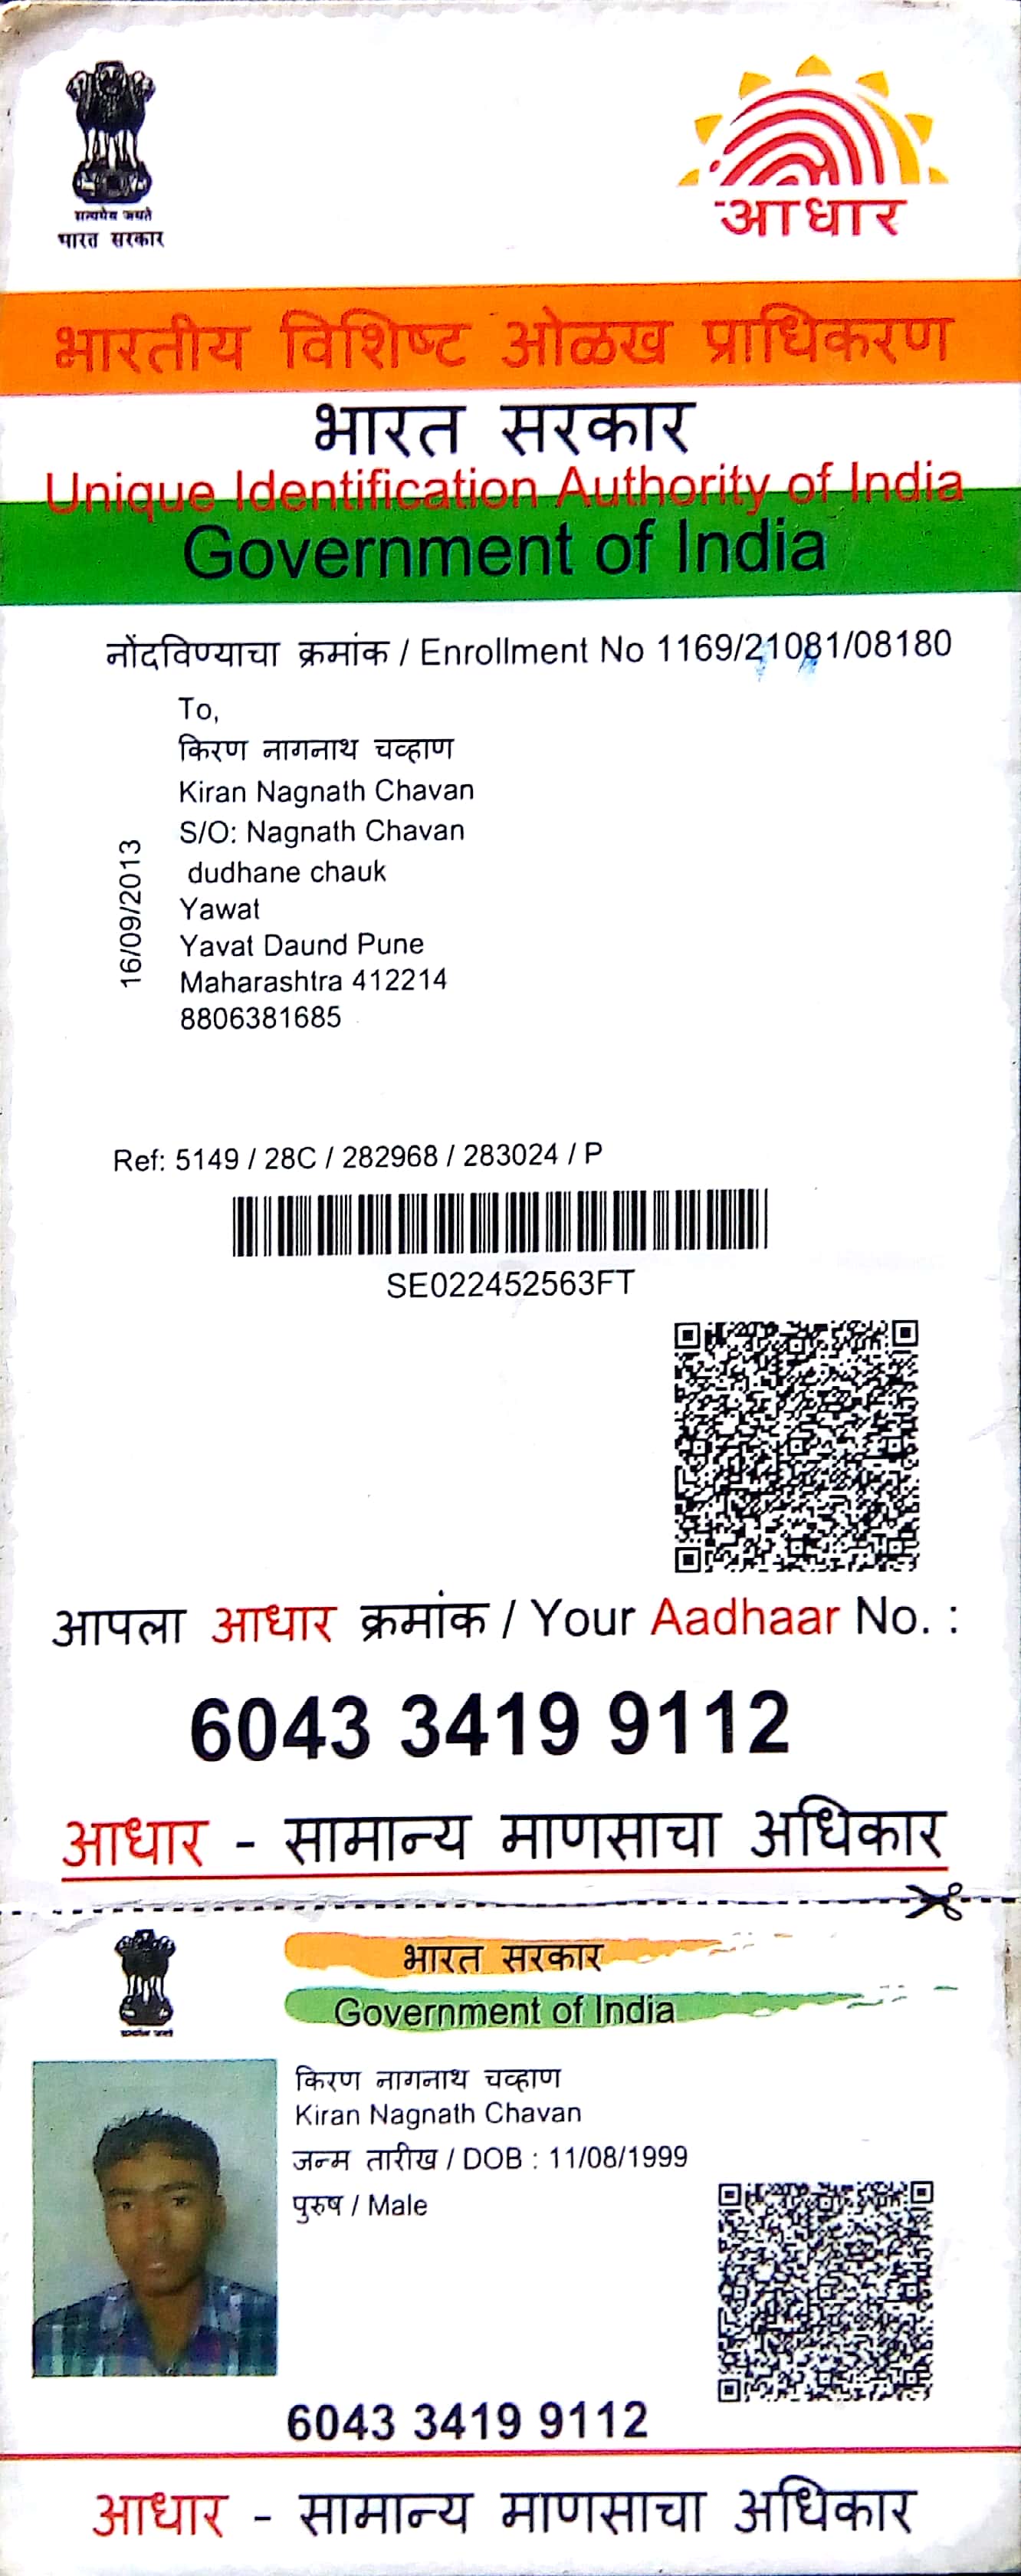 सत्यमेव जयते
भारत सरकार
आधार
भारतीय विशिष्ट ओळख प्राधिकरण
भारत सरकार
Unique Identification Authority of India
Government of India
नोंदविण्याचा क्रमांक / Enrollment No 1169/21081/08180
To,
किरण नागनाथ चव्हाण
Kiran Nagnath Chavan
S/O: Nagnath Chavan
dudhane chauk
Yawat
Yavat Daund Pune
Maharashtra 412214
8806381685
16/09/2013
Ref: 5149 / 28C / 282968 / 283024 / P
SE022452563FT
आपला आधार क्रमांक / Your Aadhaar No. :
6043 3419 9112
आधार - सामान्य माणसाचा अधिकार
भारत सरकार
Government of India
किरण नागनाथ चव्हाण
Kiran Nagnath Chavan
जन्म तारीख / DOB : 11/08/1999
पुरुष / Male
6043 3419 9112
आधार - सामान्य माणसाचा अधिकार